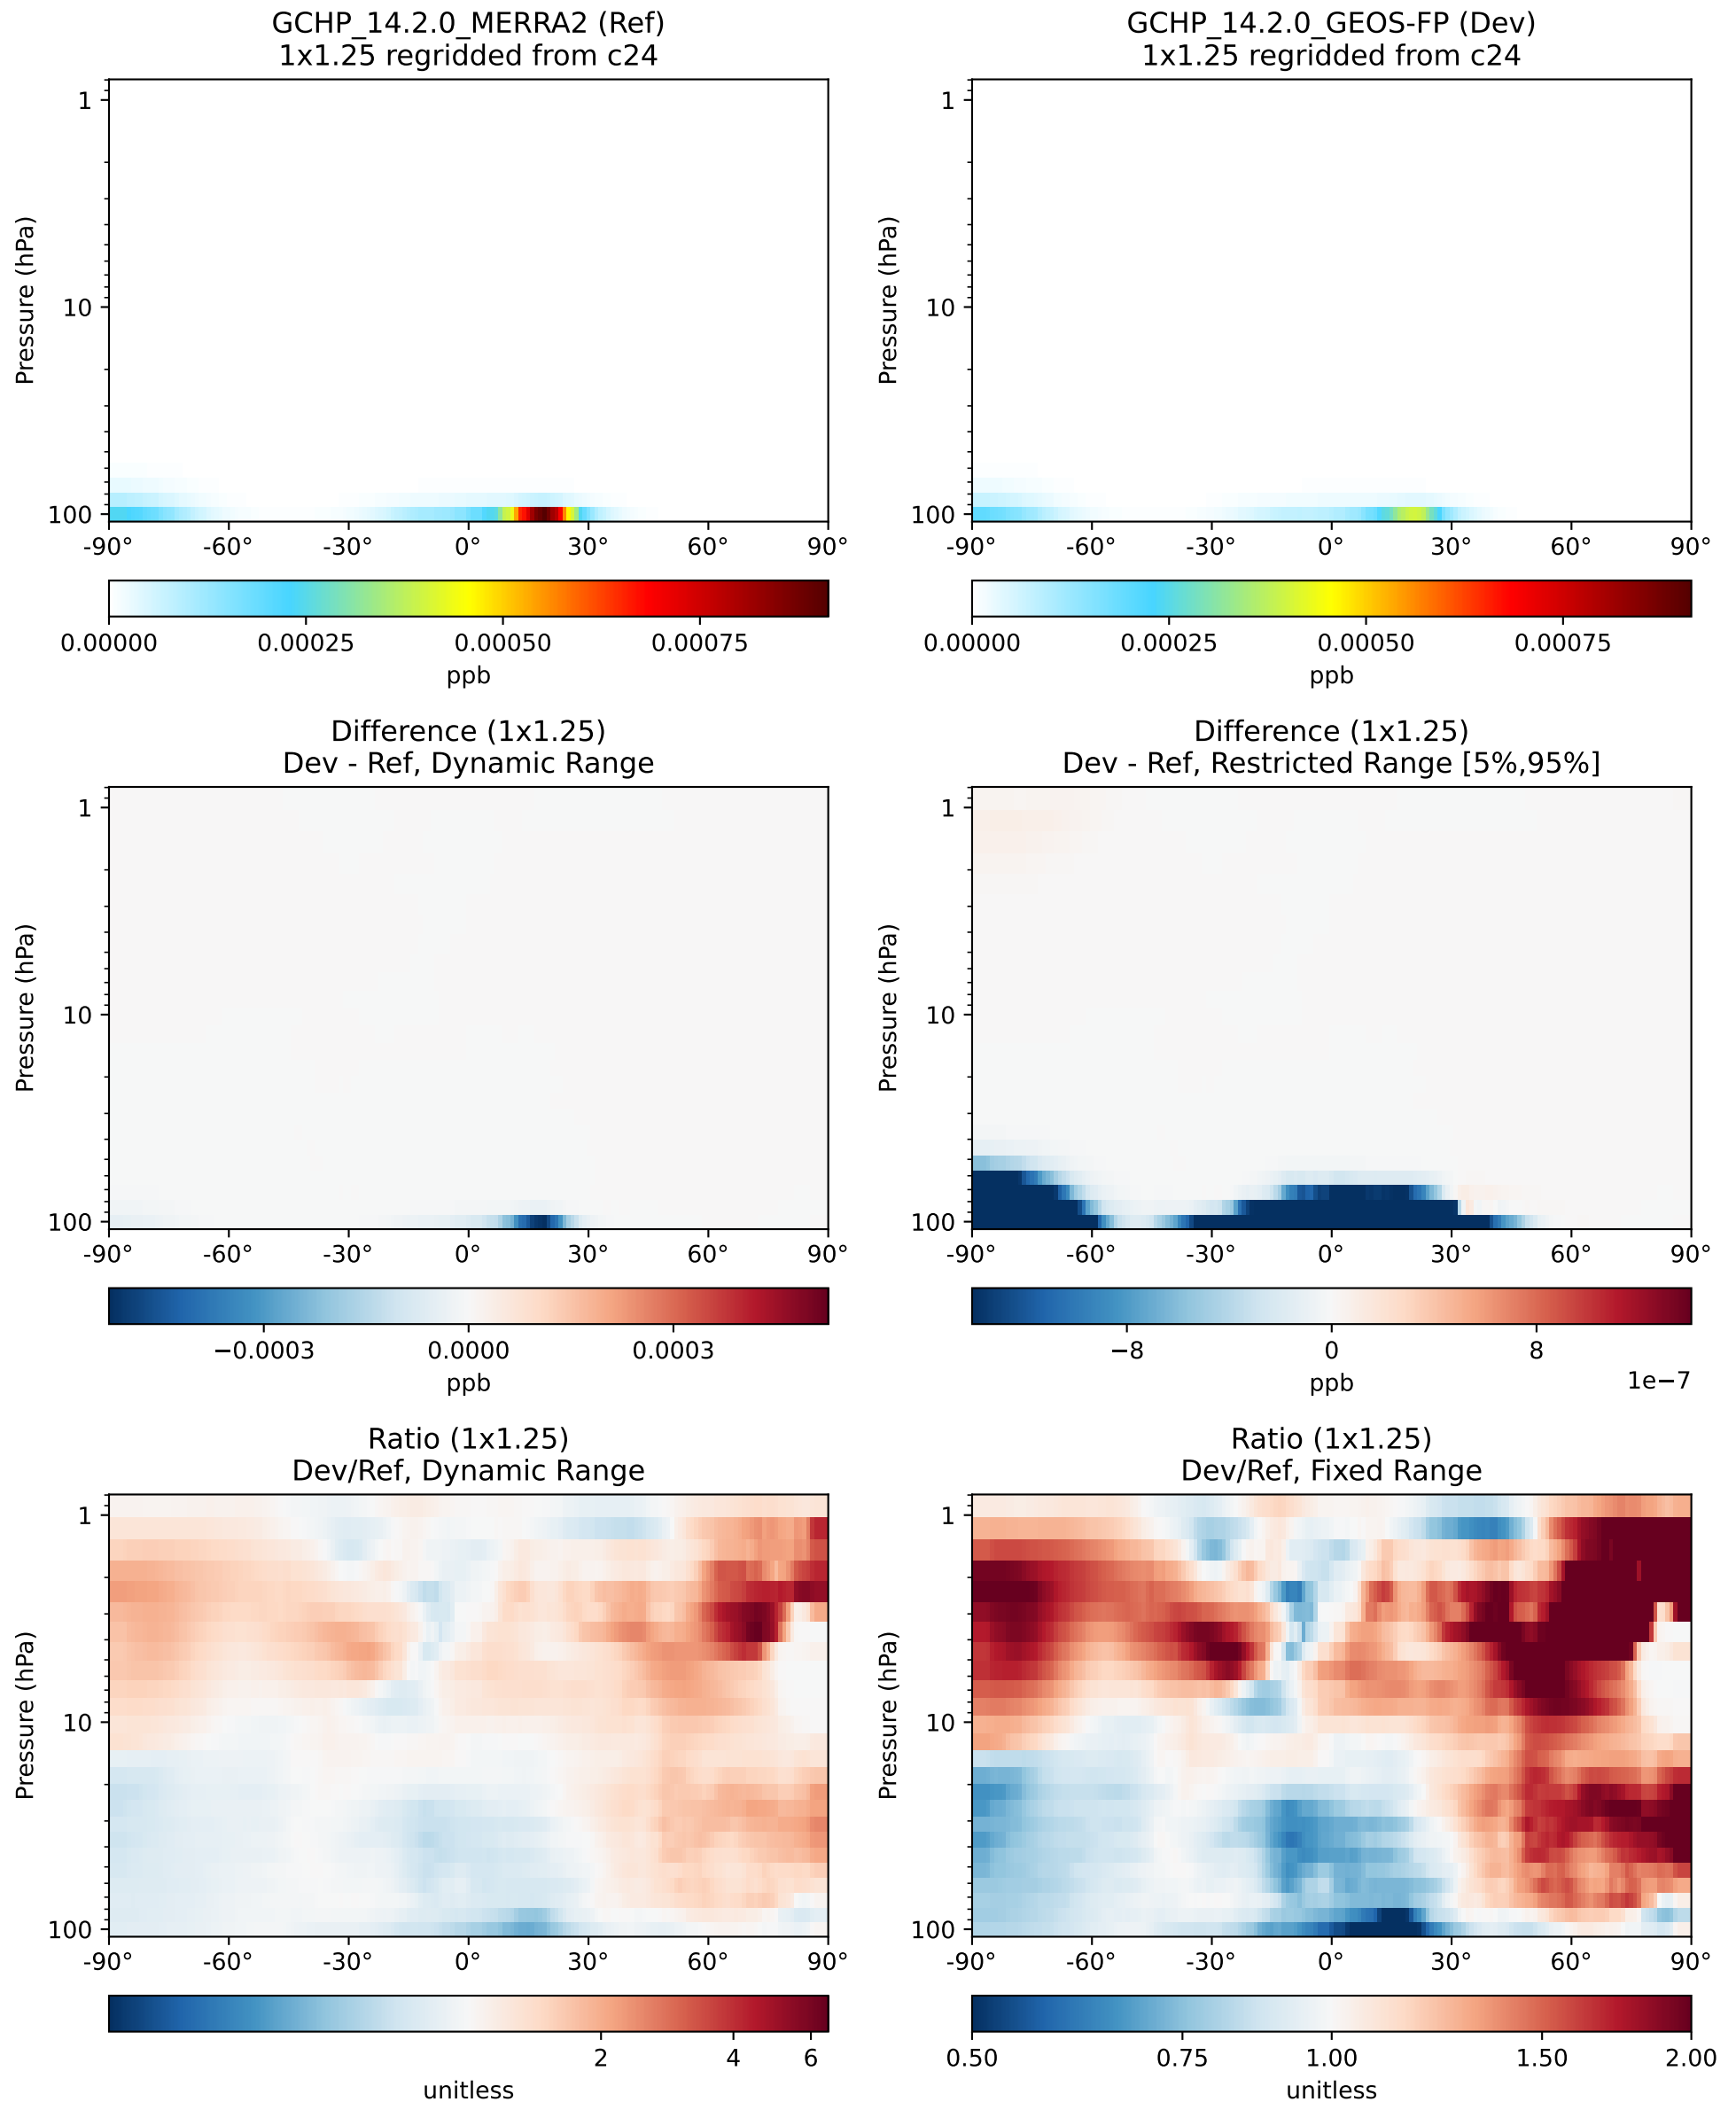 GCHP_14.2.0_MERRA2 (Ref)
1x1.25 regridded from c24
GCHP_14.2.0_GEOS-FP (Dev)
1x1.25 regridded from c24
Pressure (hPa)
1
10
100
-90° -60° -30° 0° 30° 60° 90°
0.00000 0.00025 0.00050 0.00075
ppb
Pressure (hPa)
1
10
100
-90° -60° -30° 0° 30° 60° 90°
0.00000 0.00025 0.00050 0.00075
ppb
Difference (1x1.25)
Dev - Ref, Dynamic Range
Difference (1x1.25)
Dev - Ref, Restricted Range [5%,95%]
Pressure (hPa)
1
10
100
-90° -60° -30° 0° 30° 60° 90°
−0.0003 0.0000 0.0003
ppb
Pressure (hPa)
1
10
100
-90° -60° -30° 0° 30° 60° 90°
−8 0 8
1e−7
ppb
Ratio (1x1.25)
Dev/Ref, Dynamic Range
Ratio (1x1.25)
Dev/Ref, Fixed Range
Pressure (hPa)
1
10
100
-90° -60° -30° 0° 30° 60° 90°
2 4 6
unitless
Pressure (hPa)
1
10
100
-90° -60° -30° 0° 30° 60° 90°
0.50 0.75 1.00 1.50 2.00
unitless